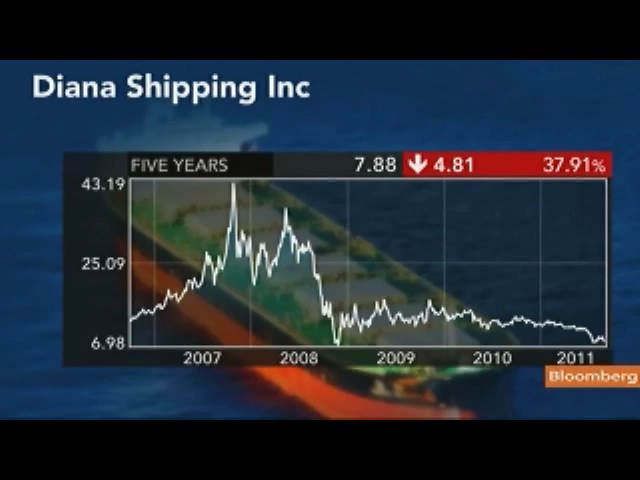 Diana Shipping Inc
FIVE YEARS 7.88 4.81 37.91%
43.19
25.09
6.98
2007 2008 2009 2010 2011
Bloomberg